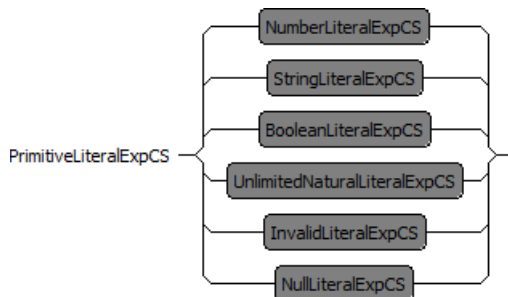 NumberLiteralExpCS
StringLiteralExpCS
BooleanLiteralExpCS
PrimitiveLiteralExpCS
UnlimitedNaturalLiteralExpCS
InvalidLiteralExpCS
NullLiteralExpCS